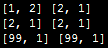 [1, 2] [2, 1]
[2, 1] [2, 1]
[99, 1] [99, 1]